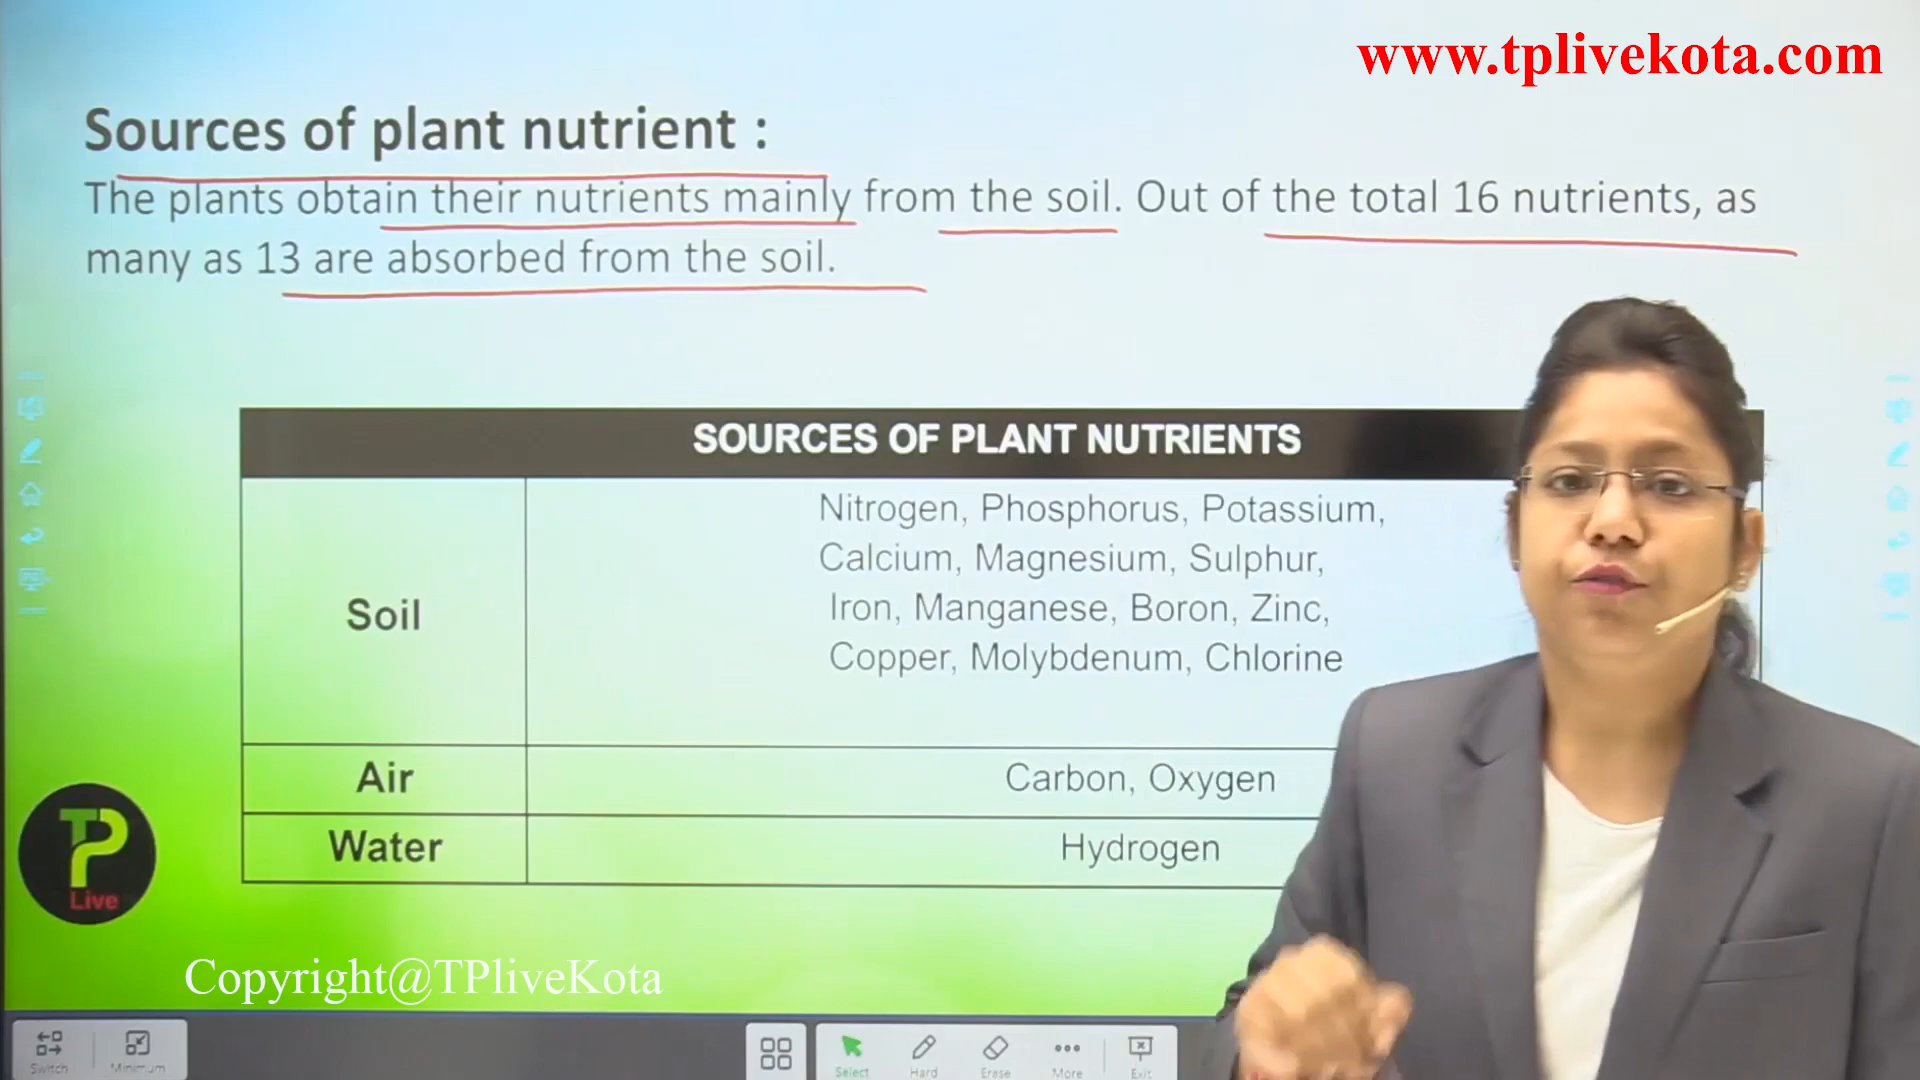 www.tplivekota.com
Sources of plant nutrient :
The plants obtain their nutrients mainly from the soil. Out of the total 16 nutrients, as
many as 13 are absorbed from the soil.
SOURCES OF PLANT NUTRIENTS
Soil
Nitrogen, Phosphorus, Potassium,
Calcium, Magnesium, Sulphur,
Iron, Manganese, Boron, Zinc,
Copper, Molybdenum, Chlorine
Air
Carbon, Oxygen
Water
Hydrogen
TP
Live
Copyright@TPliveKota
Switch
Minimum
Select
Hard
Erase
More
Exit